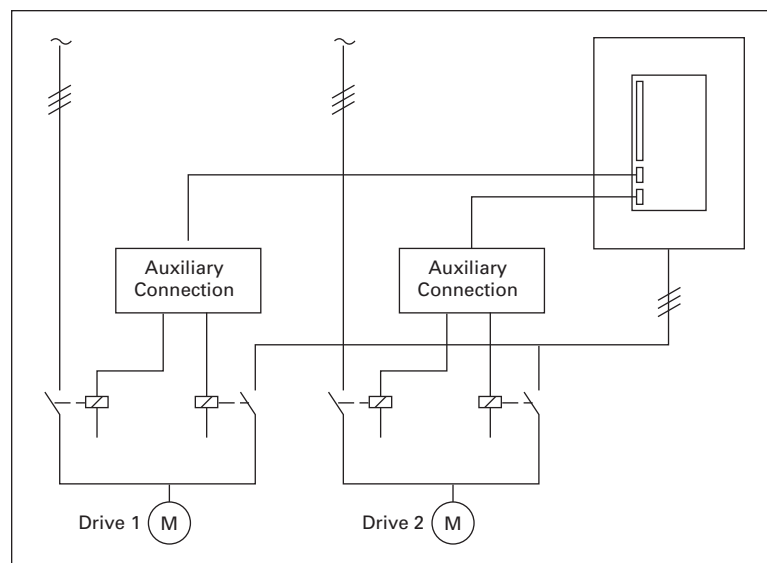 Auxiliary
Connection
Auxiliary
Connection
Drive 1
M
Drive 2
M